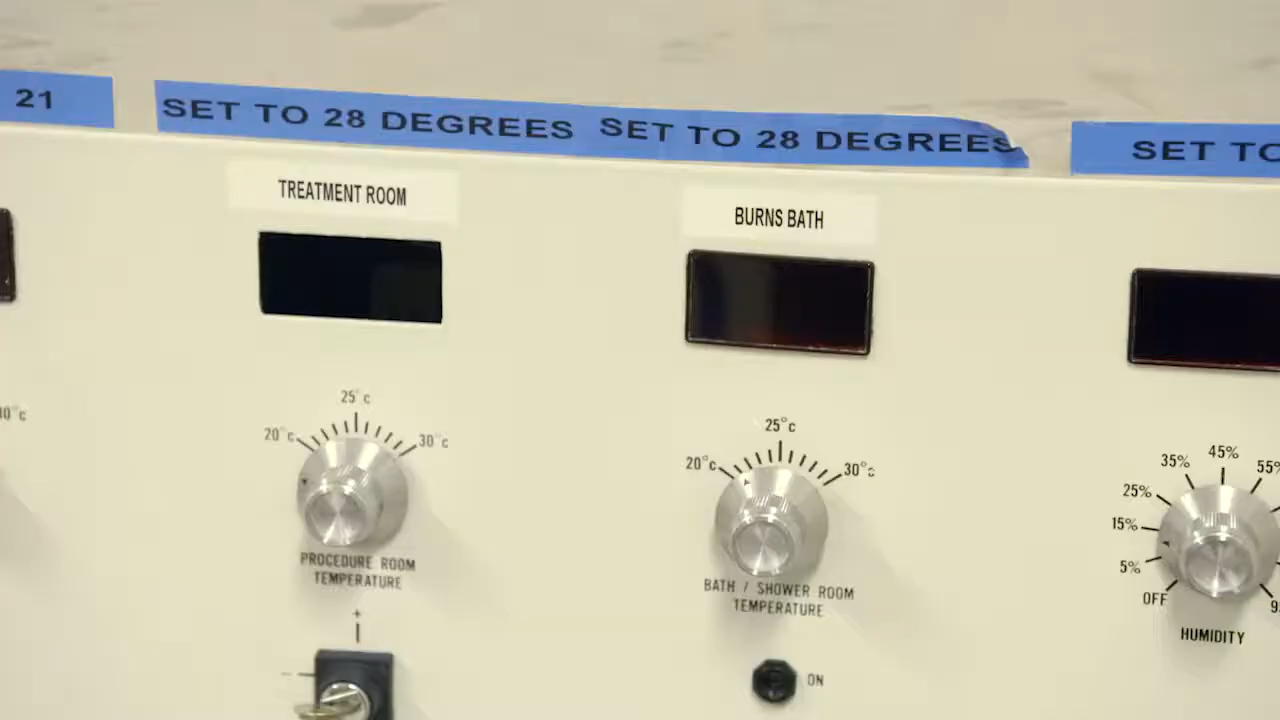 21
SET TO 28 DEGREES SET TO 28 DEGREES
SET TO
TREATMENT ROOM
BURNS BATH
25°c
20°c
30°c
PROCEDURE ROOM
TEMPERATURE
+
-
25°c
20°c
30°c
BATH / SHOWER ROOM
TEMPERATURE
ON
45%
35%
55%
25%
15%
5%
OFF
HUMIDITY